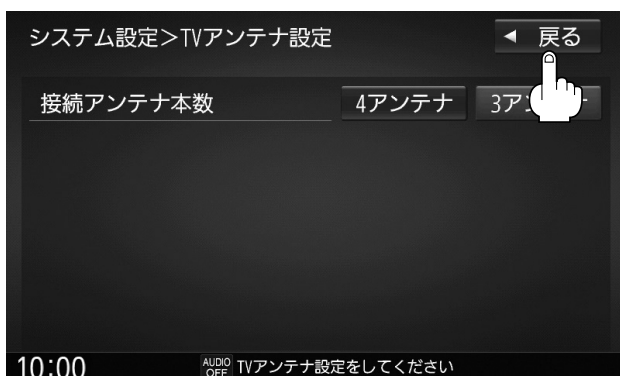 システム設定＞TVアンテナ設定
◀ 戻る
接続アンテナ本数
4アンテナ
10:00
AUDIO OFF TVアンテナ設定をしてください